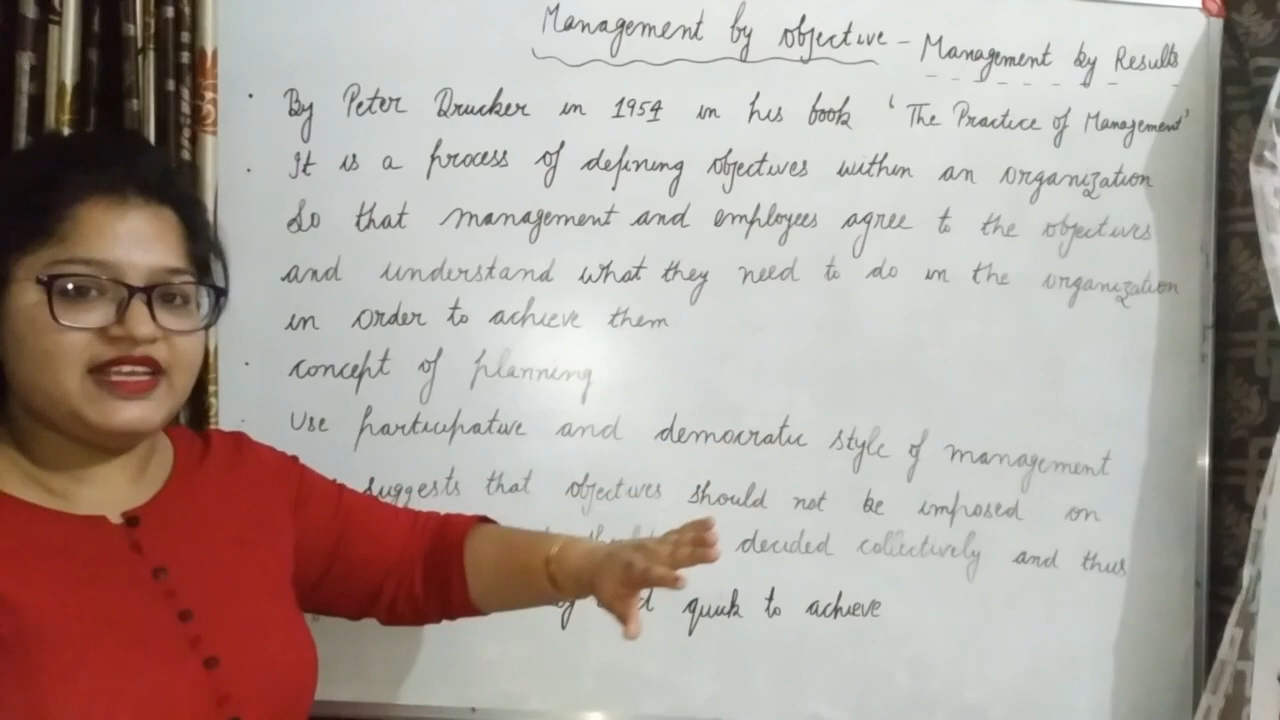 Management by objective - Management by Results
· By Peter Drucker in 1954 in his book 'The Practice of Management'
· It is a process of defining objectives within an organization
So that management and employees agree to the objectives
and understand what they need to do in the organization
in order to achieve them
· concept of planning
· Use participative and democratic style of management
suggests that objectives should not be imposed on
decided collectively and thus
quick to achieve